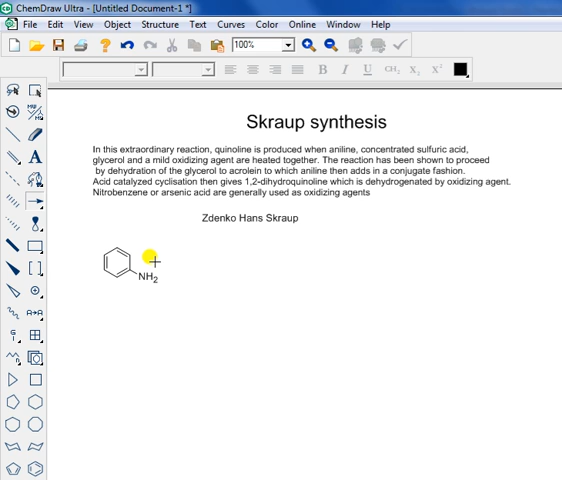 ChemDraw Ultra - [Untitled Document-1 *]
File Edit View Object Structure Text Curves Color Online Window Help
100%
B I U CH2 X2 X2
A
Skraup synthesis
In this extraordinary reaction, quinoline is produced when aniline, concentrated sulfuric acid,
glycerol and a mild oxidizing agent are heated together. The reaction has been shown to proceed
by dehydration of the glycerol to acrolein to which aniline then adds in a conjugate fashion.
Acid catalyzed cyclisation then gives 1,2-dihydroquinoline which is dehydrogenated by oxidizing agent.
Nitrobenzene or arsenic acid are generally used as oxidizing agents
Zdenko Hans Skraup
NH2